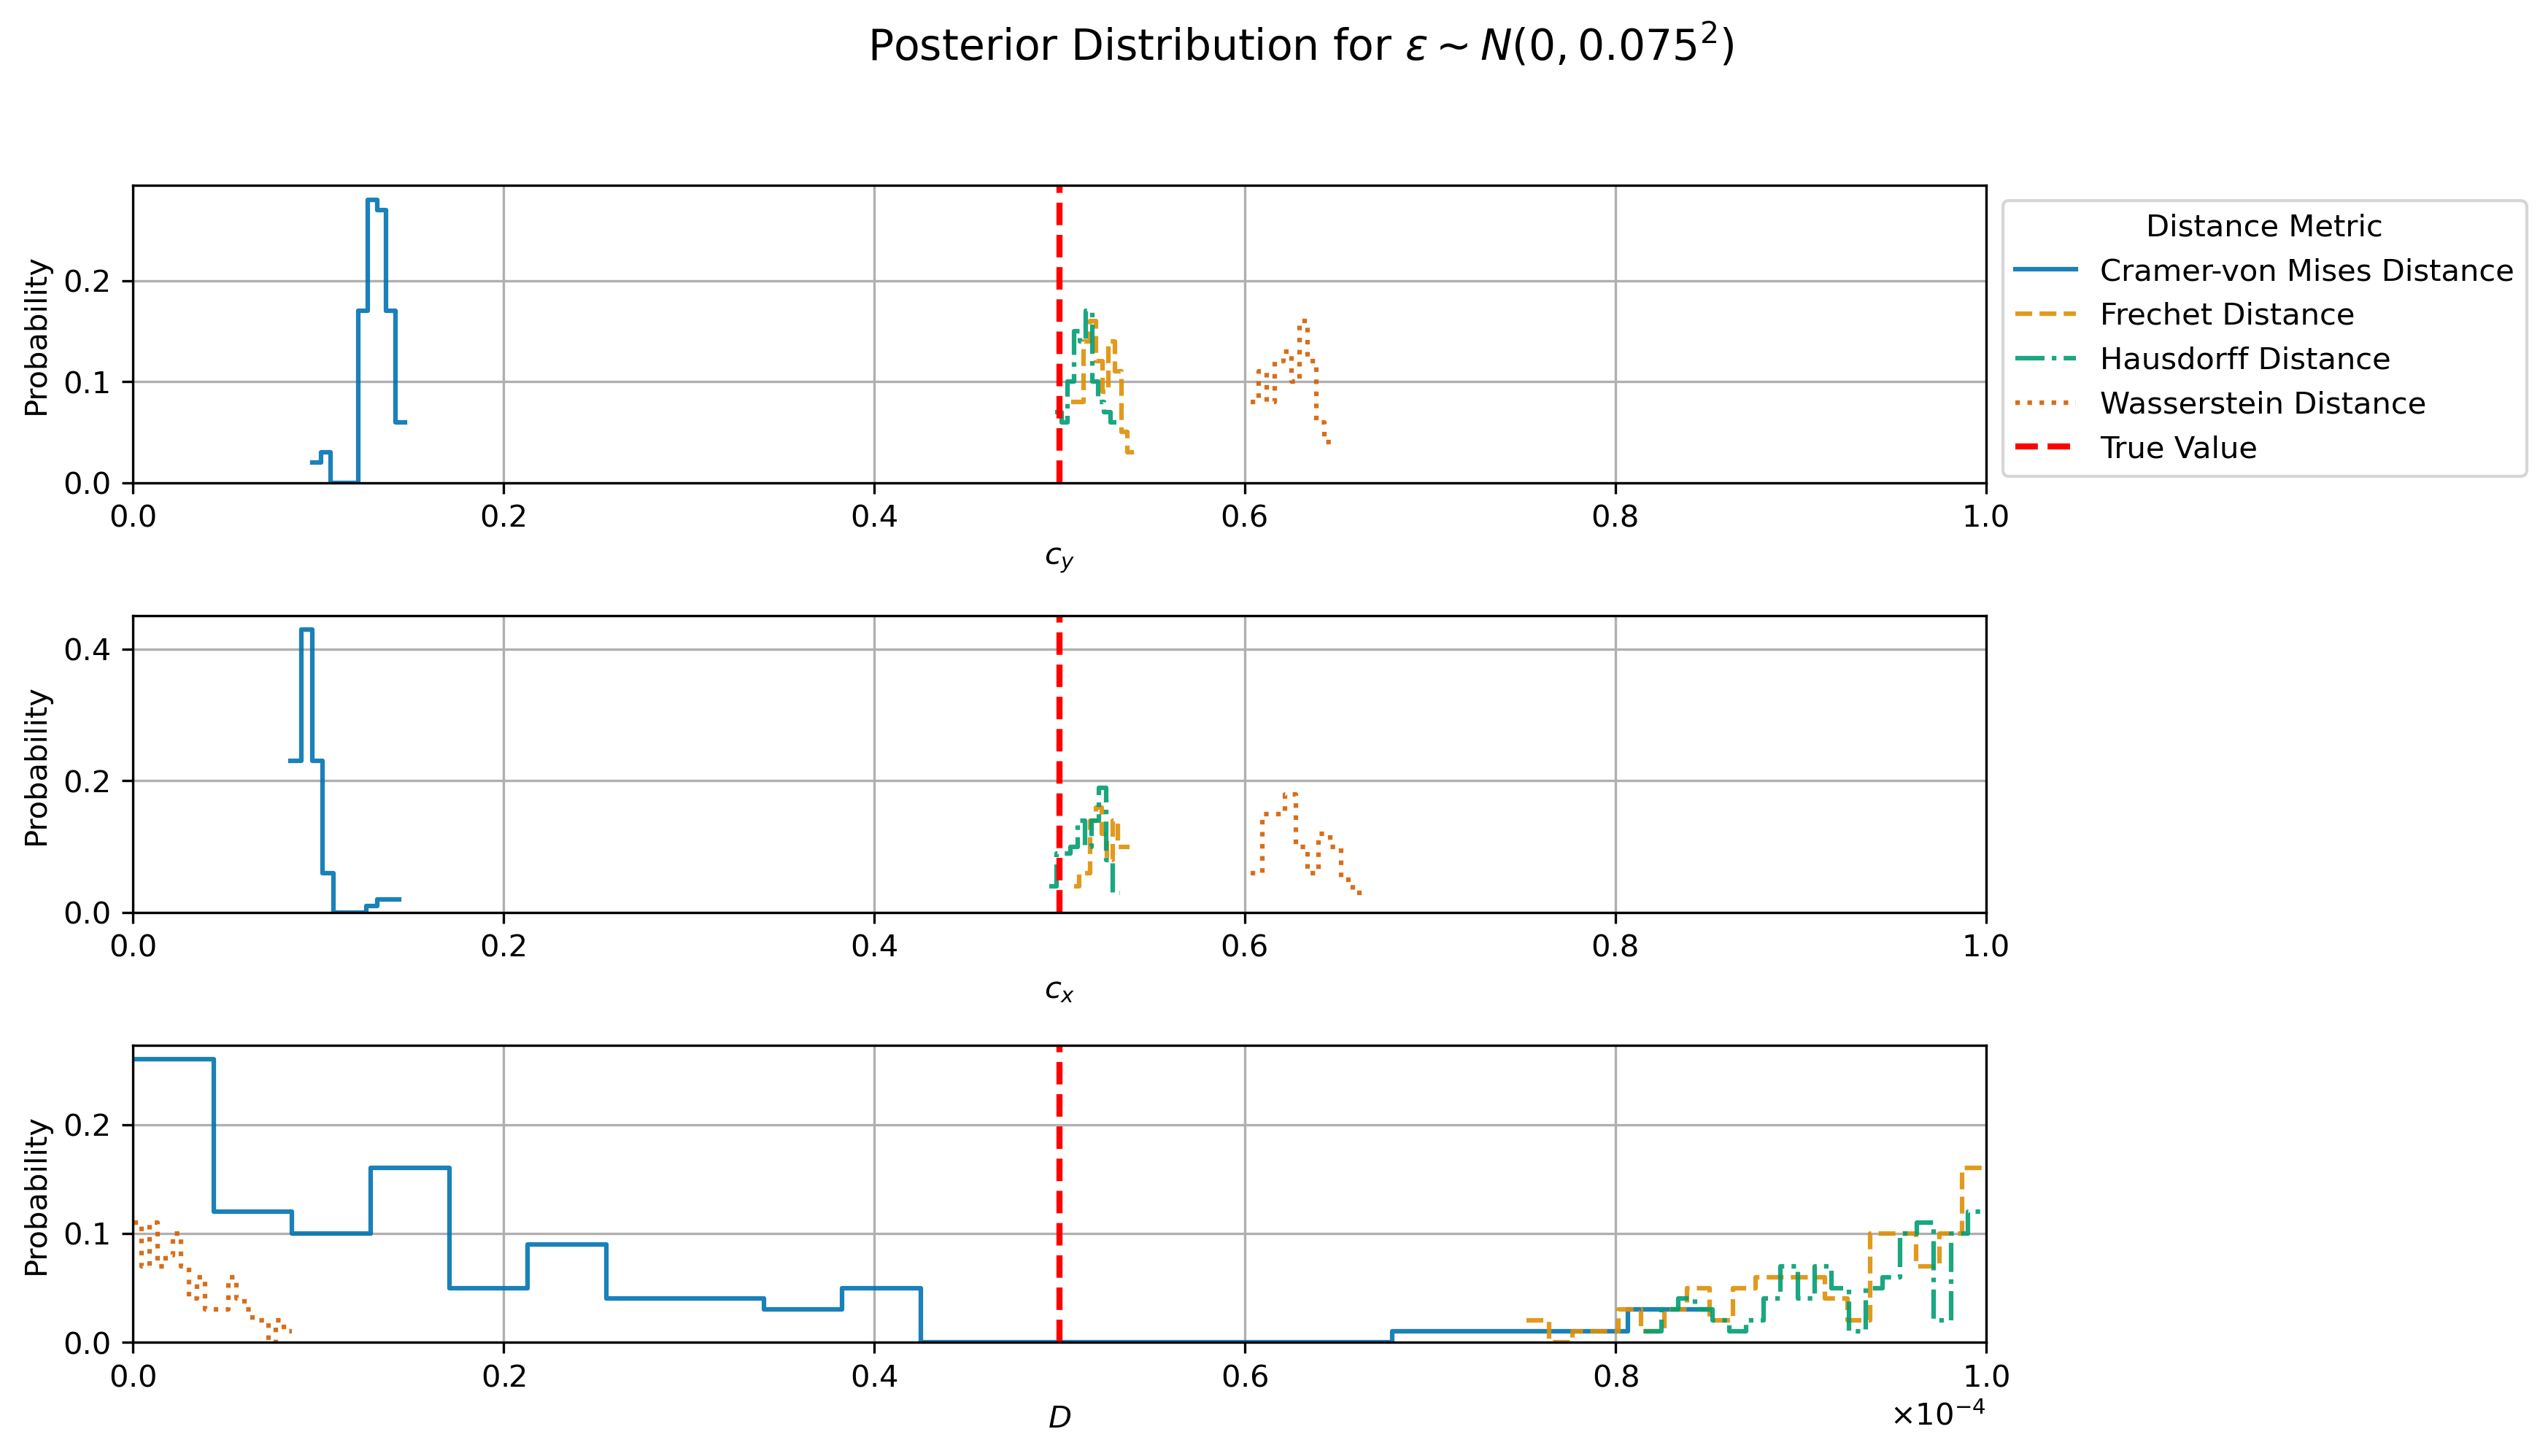 Posterior Distribution for ε ~ N(0, 0.075²)
Probability
0.2
0.1
0.0
0.0 0.2 0.4 0.6 0.8 1.0
c_y
Distance Metric
Cramer-von Mises Distance
Frechet Distance
Hausdorff Distance
Wasserstein Distance
True Value
Probability
0.4
0.2
0.0
0.0 0.2 0.4 0.6 0.8 1.0
c_x
Probability
0.2
0.1
0.0
0.0 0.2 0.4 0.6 0.8 1.0
D
×10⁻⁴